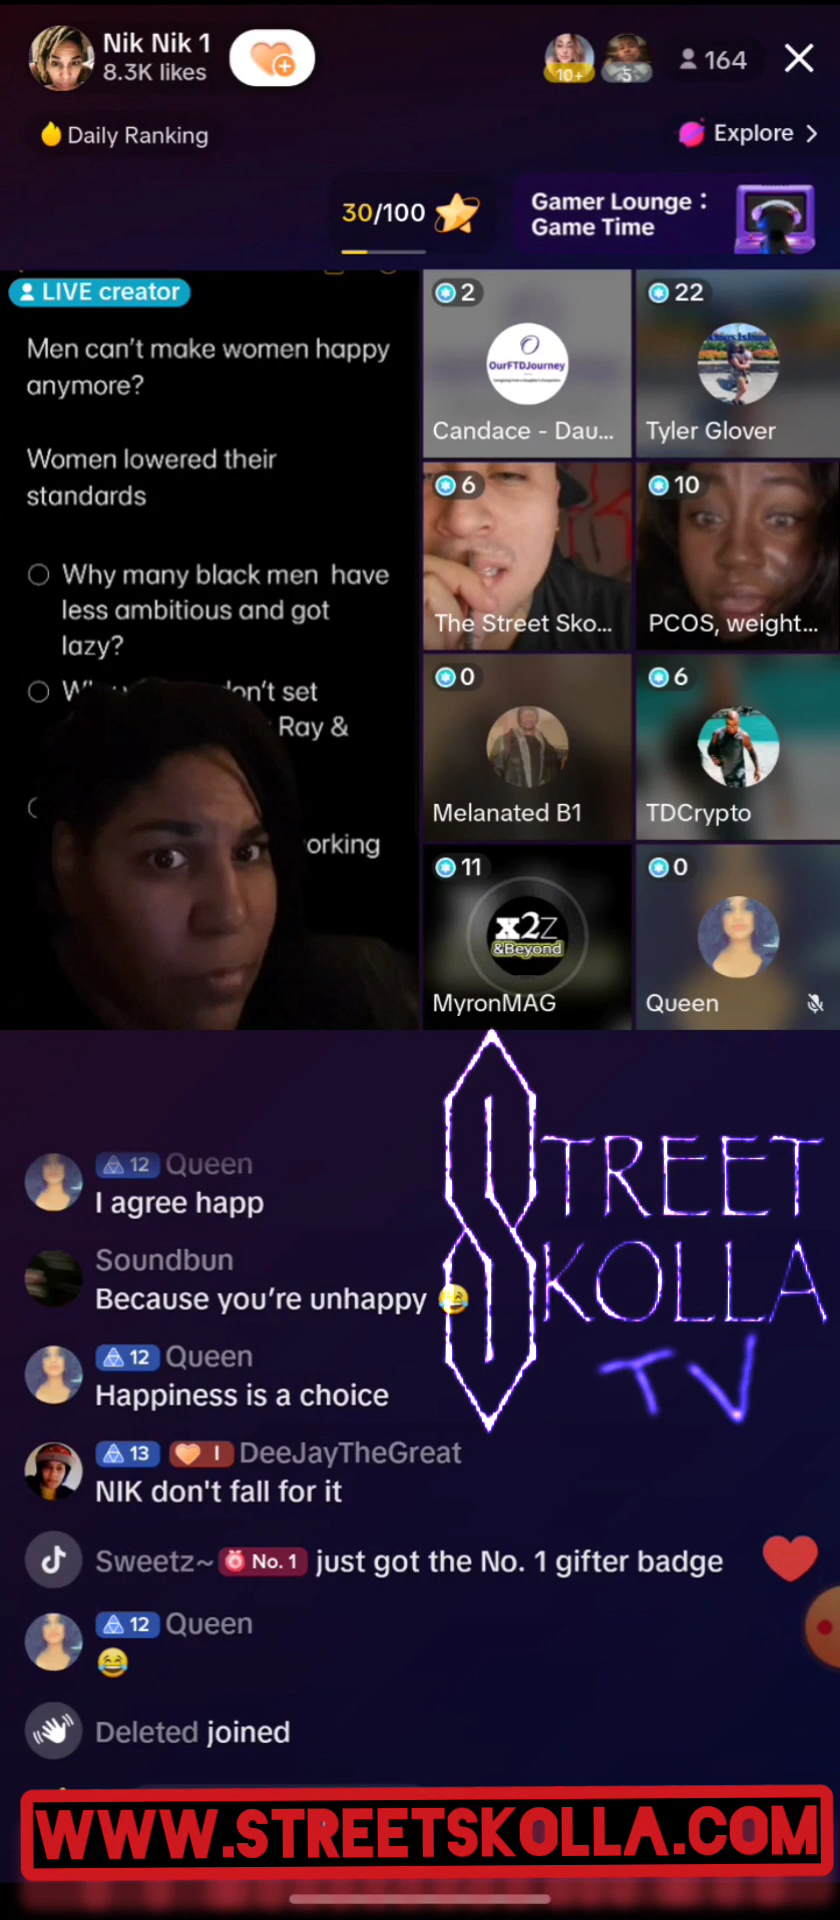 Nik Nik 1
8.3K likes
10+
5
164
Daily Ranking
Explore
30/100
Gamer Lounge :
Game Time
LIVE creator
Men can't make women happy
anymore?
Women lowered their
standards
Why many black men have
less ambitious and got
lazy?
don't set
Ray &
orking
2
OurFTDJourney
Candace - Dau...
22
Tyler Glover
6
The Street Sko...
10
PCOS, weight...
0
Melanated B1
6
TDCrypto
11
x2z
&Beyond
MyronMAG
0
Queen
STREET
SKOLLA
TV
12 Queen
I agree happ
Soundbun
Because you're unhappy 😂
12 Queen
Happiness is a choice
13 I DeeJayTheGreat
NIK don't fall for it
Sweetz~ No. 1 just got the No. 1 gifter badge
12 Queen
😂
Deleted joined
WWW.STREETSKOLLA.COM